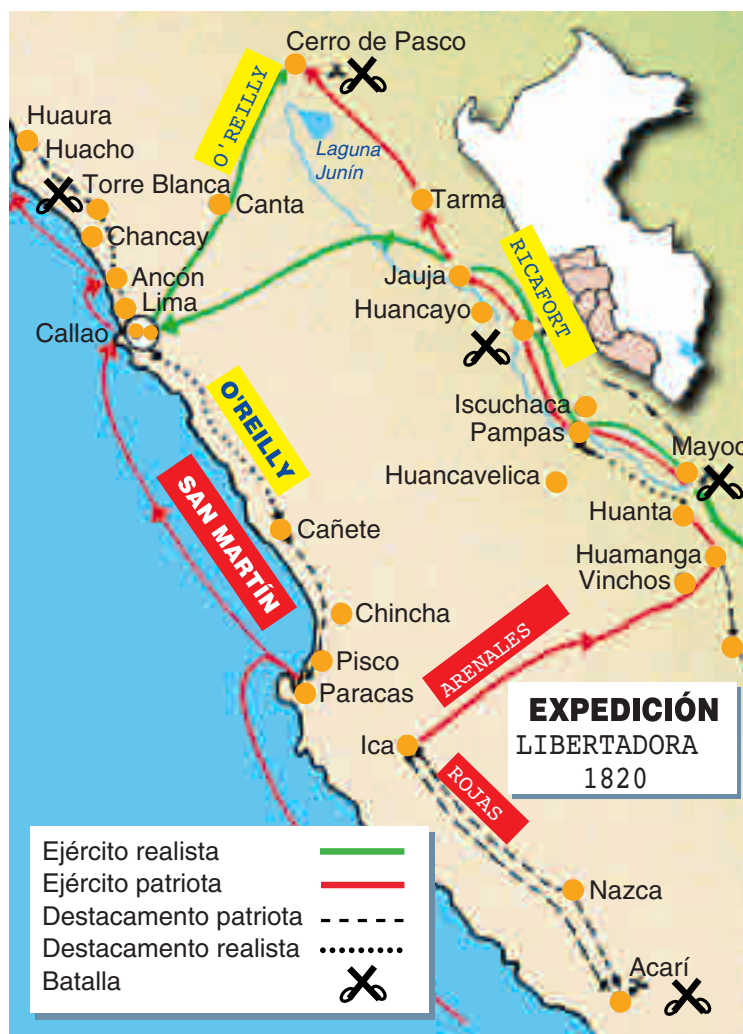 Cerro de Pasco
O'REILLY
Huaura
Huacho
Laguna
Junín
Torre Blanca
Canta
Tarma
Chancay
RICAFORT
Ancón
Jauja
Lima
Huancayo
Callao
O'REILLY
Iscuchaca
Pampas
Mayoc
Huancavelica
SAN MARTÍN
Huanta
Cañete
Huamanga
Vinchos
Chincha
ARENALES
Pisco
Paracas
EXPEDICIÓN
LIBERTADORA
1820
Ica
ROJAS
Ejército realista
Ejército patriota
Destacamento patriota
Destacamento realista
Batalla
Nazca
Acarí